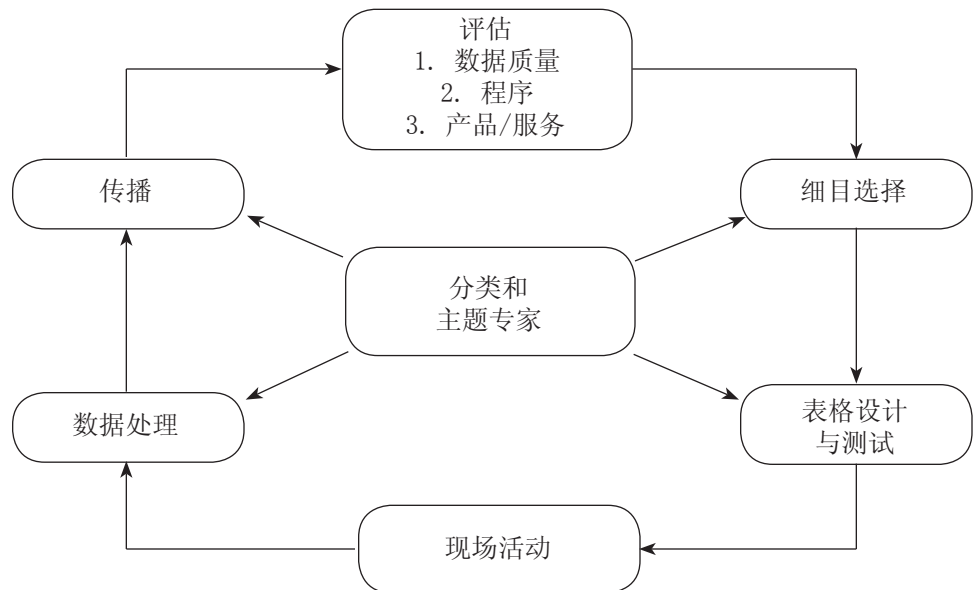 评估
1. 数据质量
2. 程序
3. 产品/服务
传播
细目选择
分类和
主题专家
数据处理
表格设计
与测试
现场活动